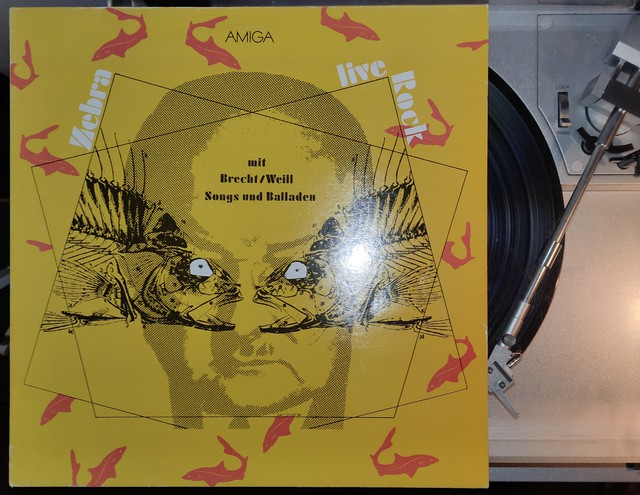 AMIGA
Zebra
live
Rock
mit
Brecht/Weill
Songs und Balladen